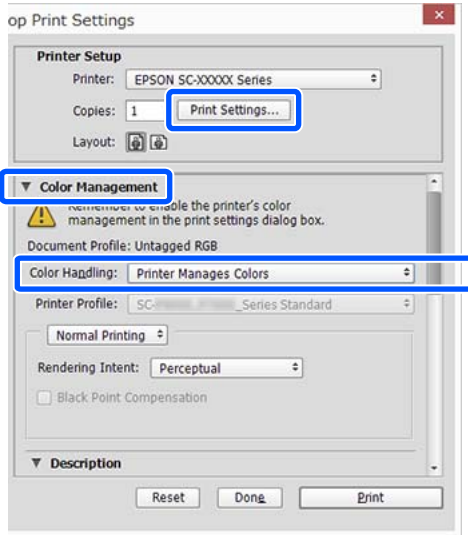 op Print Settings
Printer Setup
Printer: EPSON SC-XXXXX Series
Copies: 1 Print Settings...
Layout:
Color Management
Remember to enable the printer's color
management in the print settings dialog box.
Document Profile: Untagged RGB
Color Handling: Printer Manages Colors
Printer Profile: SC- _Series Standard
Normal Printing
Rendering Intent: Perceptual
Black Point Compensation
Description
Reset Done Print